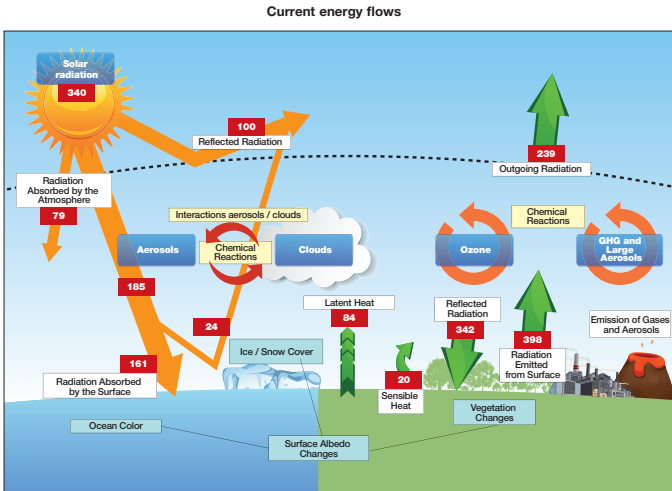 Current energy flows
Solar
radiation
340
100
Reflected Radiation
239
Outgoing Radiation
Radiation
Absorbed by the
Atmosphere
79
Interactions aerosols / clouds
Aerosols
Chemical
Reactions
Clouds
Chemical
Reactions
Ozone
GHG and
Large
Aerosols
185
24
Latent Heat
84
Reflected
Radiation
342
398
Radiation
Emitted
from Surface
Emission of Gases
and Aerosols
Ice / Snow Cover
161
Radiation Absorbed
by the Surface
20
Sensible
Heat
Vegetation
Changes
Ocean Color
Surface Albedo
Changes